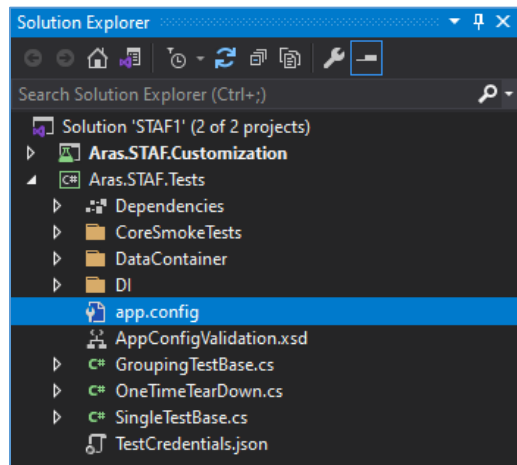 Solution Explorer
Search Solution Explorer (Ctrl+;)
Solution 'STAF1' (2 of 2 projects)
Aras.STAF.Customization
C# Aras.STAF.Tests
Dependencies
CoreSmokeTests
DataContainer
DI
app.config
AppConfigValidation.xsd
C# GroupingTestBase.cs
C# OneTimeTearDown.cs
C# SingleTestBase.cs
TestCredentials.json